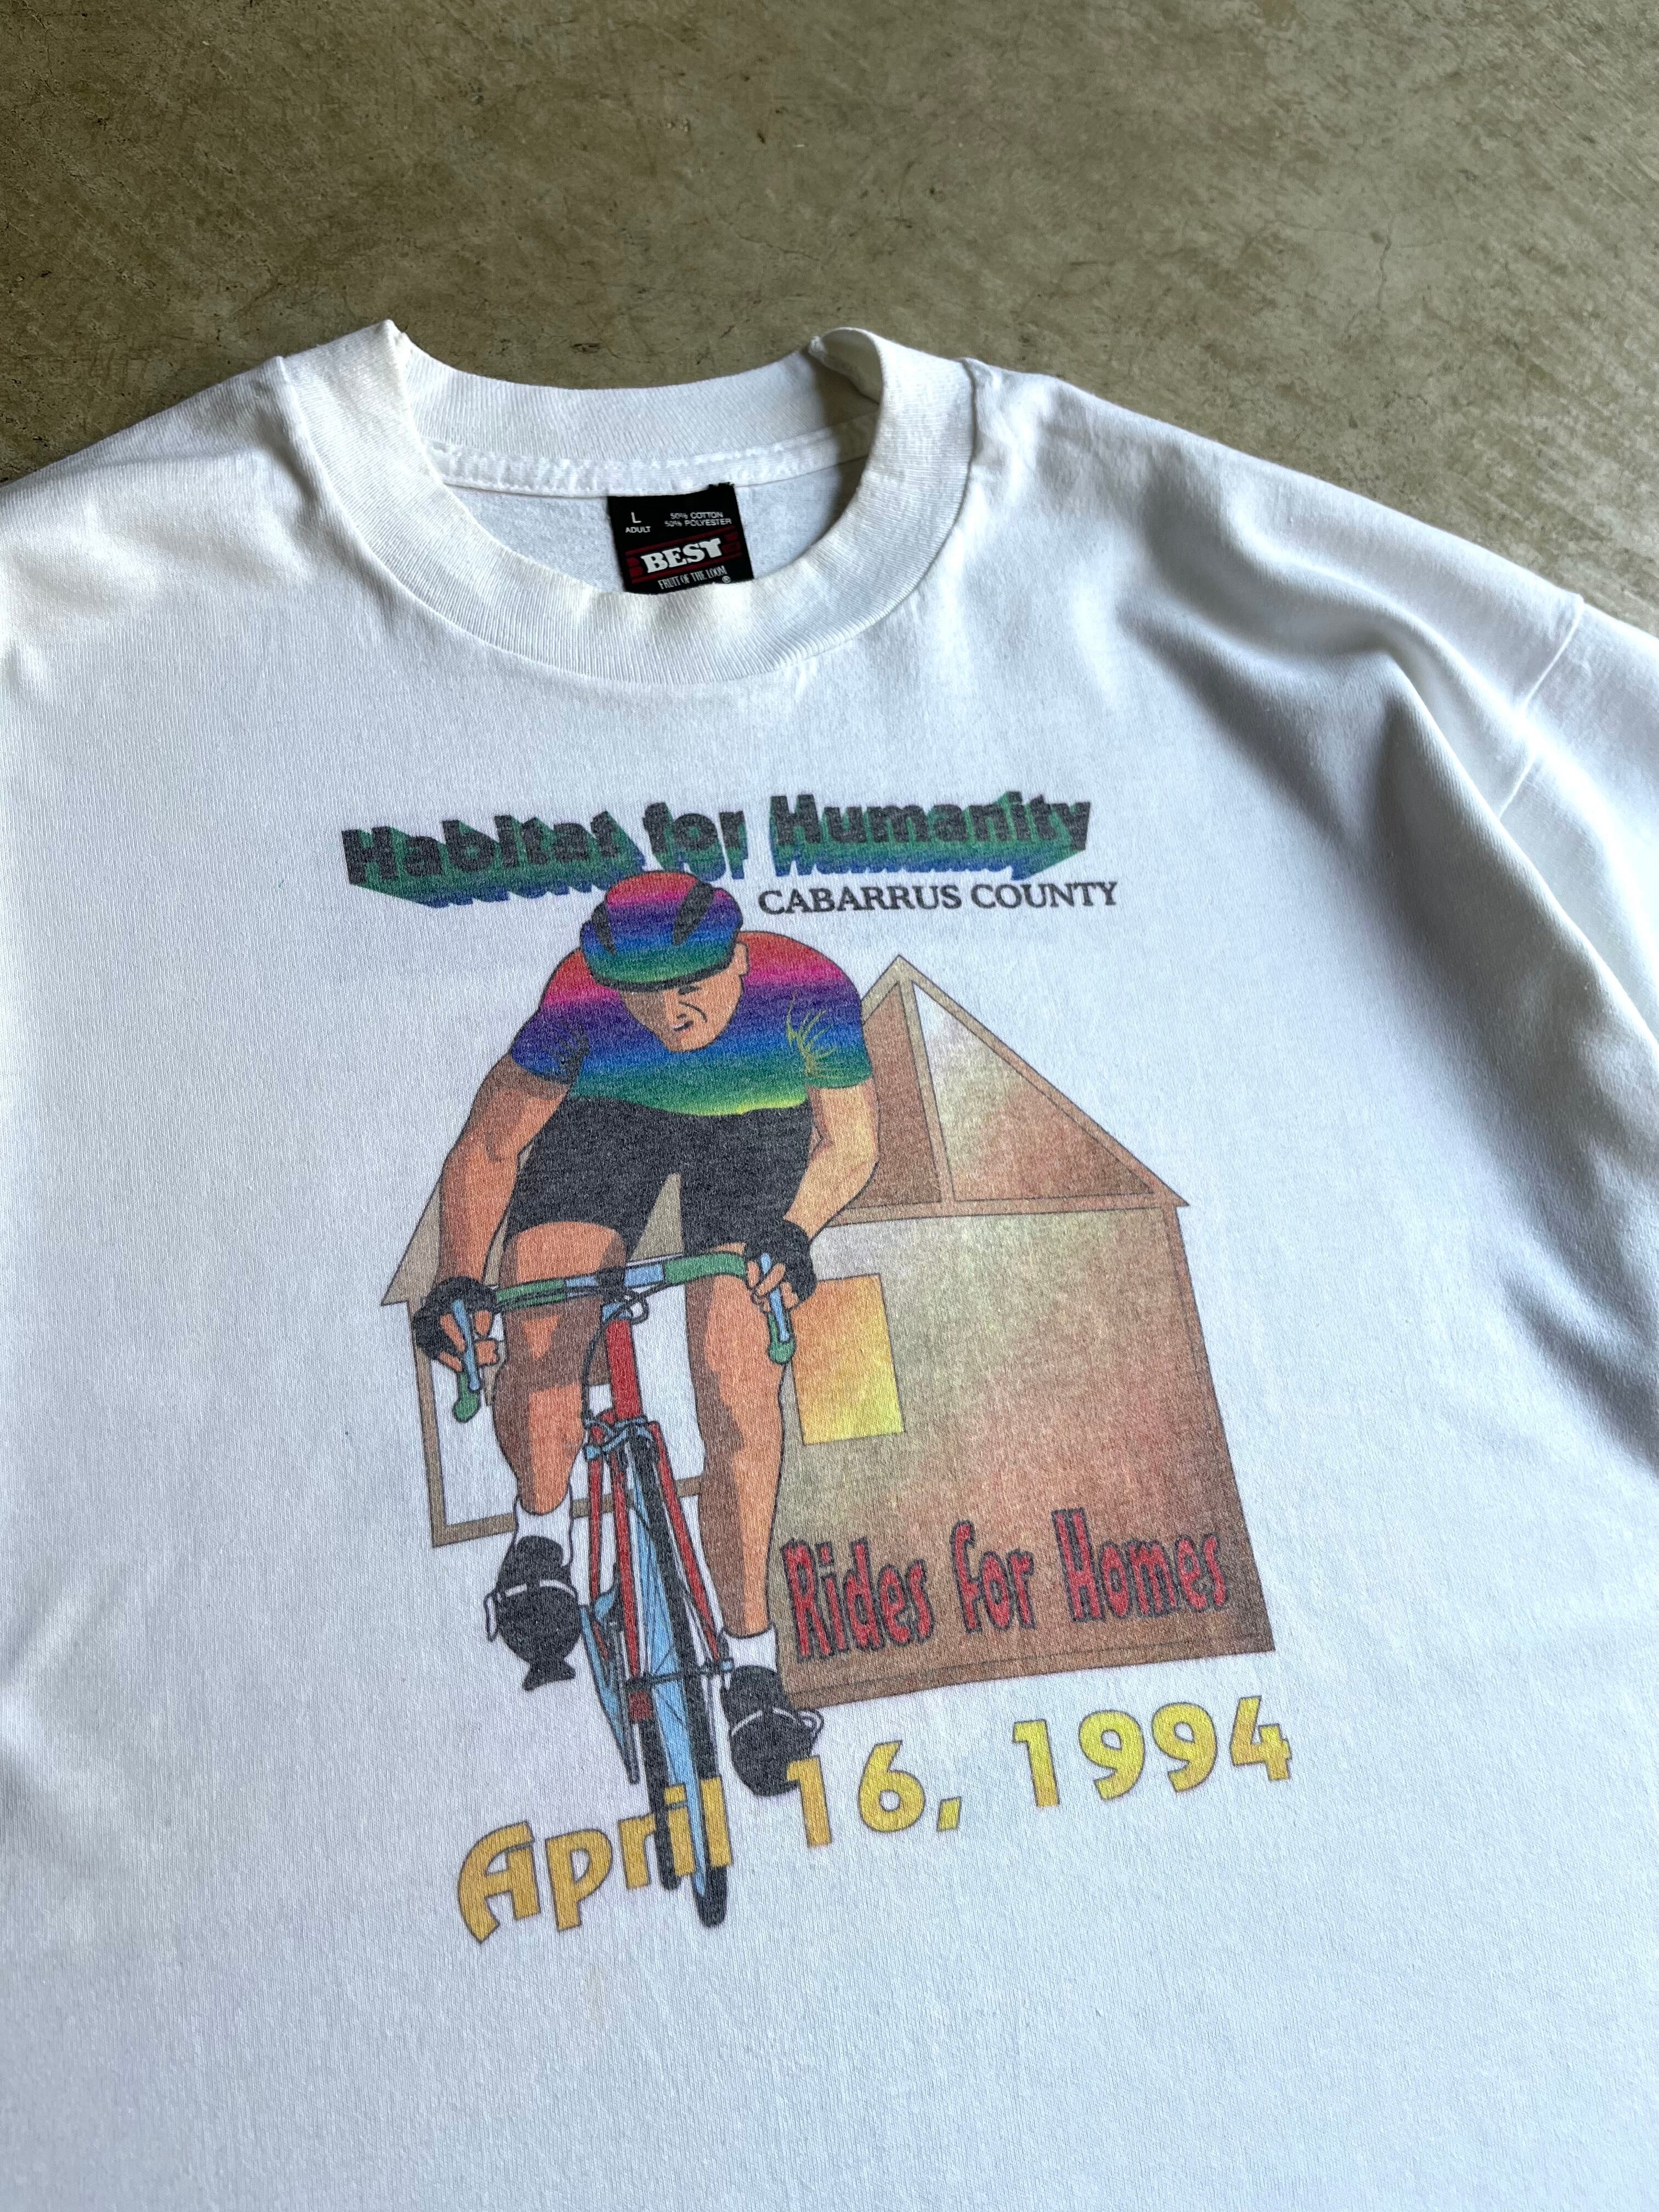 L
ADULT
50% COTTON
50% POLYESTER
BEST
FRUIT OF THE LOOM
®
Habitat for Humanity
CABARRUS COUNTY
Rides for Homes
April 16, 1994